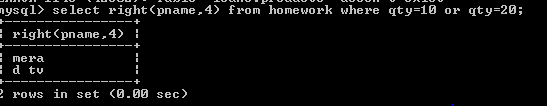 mysql> select right(pname,4) from homework where qty=10 or qty=20;
+----------------+
| right(pname,4) |
+----------------+
| mera           |
| d tv           |
+----------------+
2 rows in set (0.00 sec)